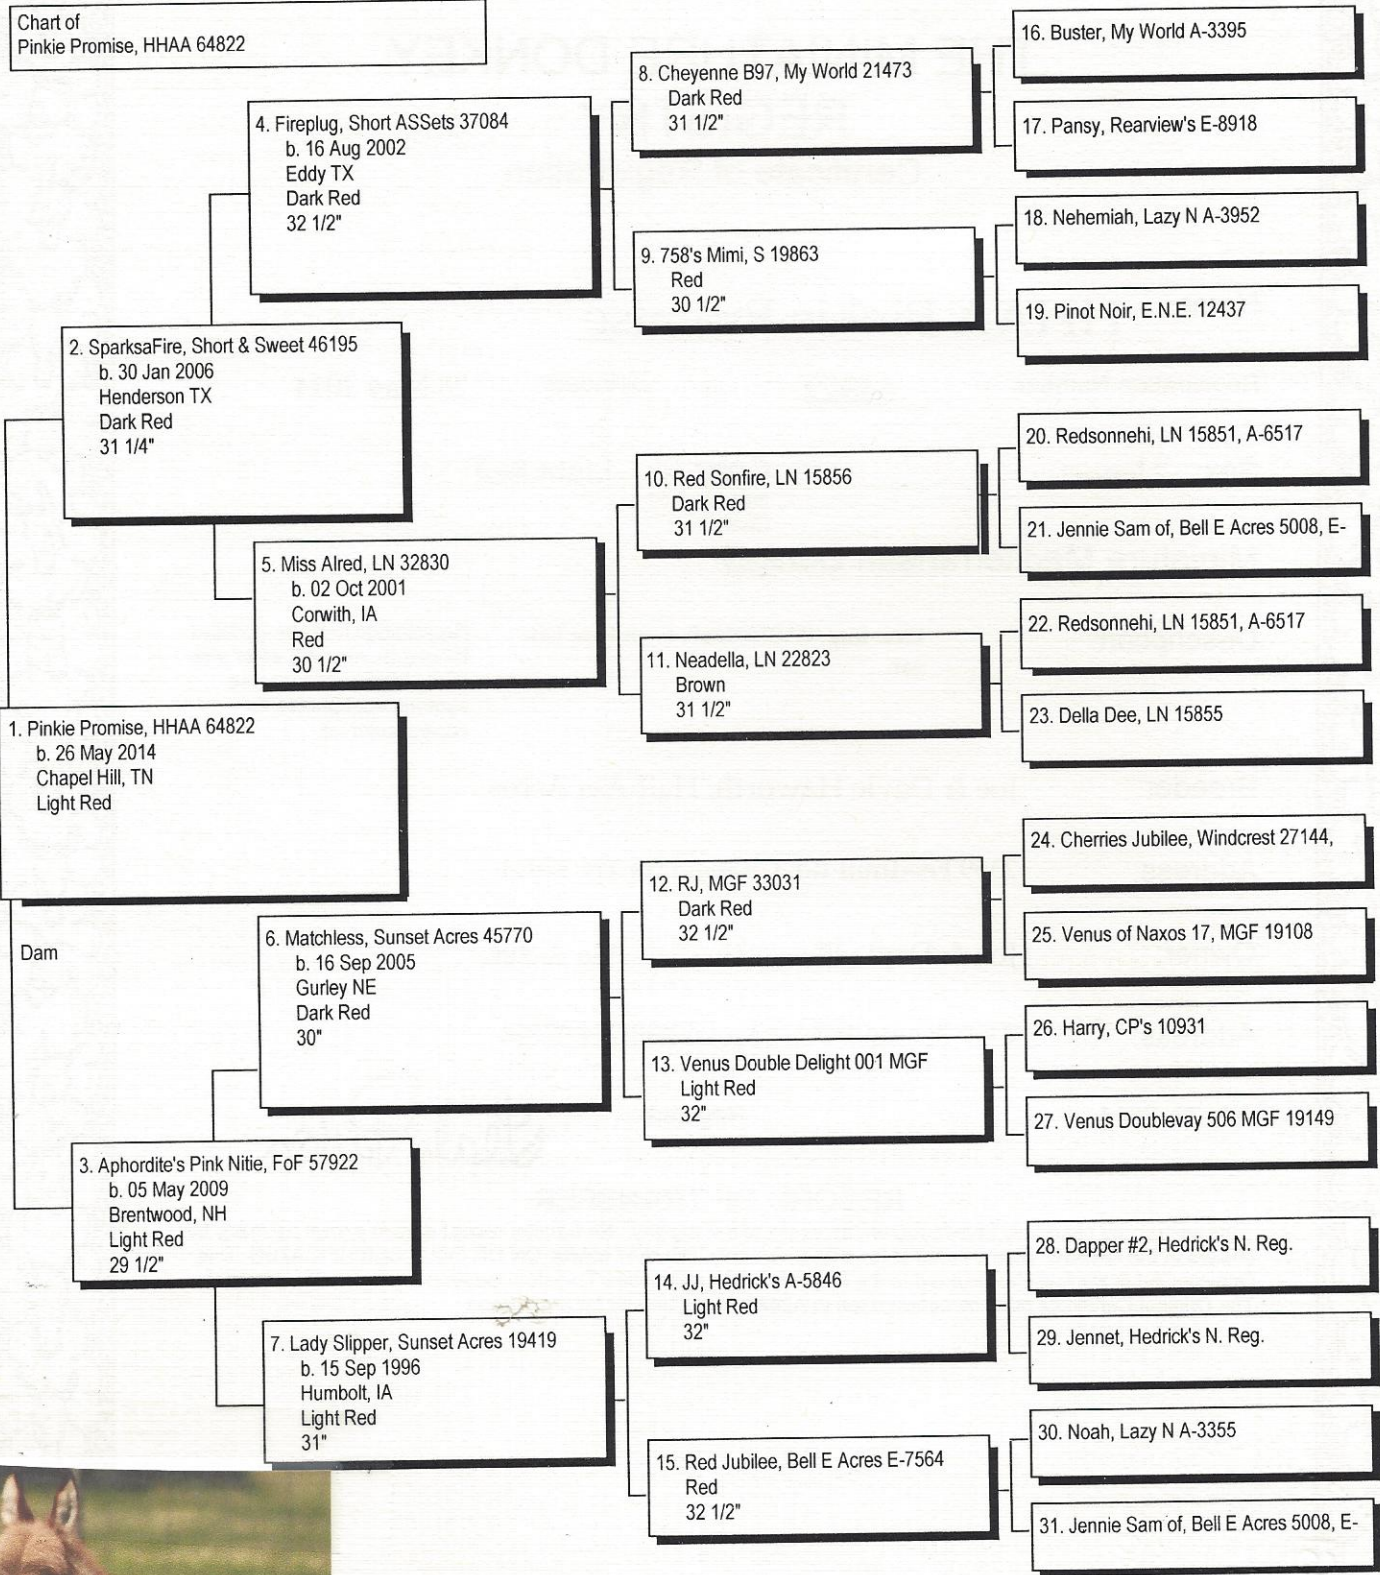 Chart of
Pinkie Promise, HHAA 64822
1. Pinkie Promise, HHAA 64822
b. 26 May 2014
Chapel Hill, TN
Light Red
Dam
2. SparksaFire, Short & Sweet 46195
b. 30 Jan 2006
Henderson TX
Dark Red
31 1/4"
3. Aphordite's Pink Nitie, FoF 57922
b. 05 May 2009
Brentwood, NH
Light Red
29 1/2"
4. Fireplug, Short ASSets 37084
b. 16 Aug 2002
Eddy TX
Dark Red
32 1/2"
5. Miss Alred, LN 32830
b. 02 Oct 2001
Corwith, IA
Red
30 1/2"
6. Matchless, Sunset Acres 45770
b. 16 Sep 2005
Gurley NE
Dark Red
30"
7. Lady Slipper, Sunset Acres 19419
b. 15 Sep 1996
Humbolt, IA
Light Red
31"
8. Cheyenne B97, My World 21473
Dark Red
31 1/2"
9. 758's Mimi, S 19863
Red
30 1/2"
10. Red Sonfire, LN 15856
Dark Red
31 1/2"
11. Neadella, LN 22823
Brown
31 1/2"
12. RJ, MGF 33031
Dark Red
32 1/2"
13. Venus Double Delight 001 MGF
Light Red
32"
14. JJ, Hedrick's A-5846
Light Red
32"
15. Red Jubilee, Bell E Acres E-7564
Red
32 1/2"
16. Buster, My World A-3395
17. Pansy, Rearview's E-8918
18. Nehemiah, Lazy N A-3952
19. Pinot Noir, E.N.E. 12437
20. Redsonnehi, LN 15851, A-6517
21. Jennie Sam of, Bell E Acres 5008, E-
22. Redsonnehi, LN 15851, A-6517
23. Della Dee, LN 15855
24. Cherries Jubilee, Windcrest 27144,
25. Venus of Naxos 17, MGF 19108
26. Harry, CP's 10931
27. Venus Doublevay 506 MGF 19149
28. Dapper #2, Hedrick's N. Reg.
29. Jennet, Hedrick's N. Reg.
30. Noah, Lazy N A-3355
31. Jennie Sam of, Bell E Acres 5008, E-